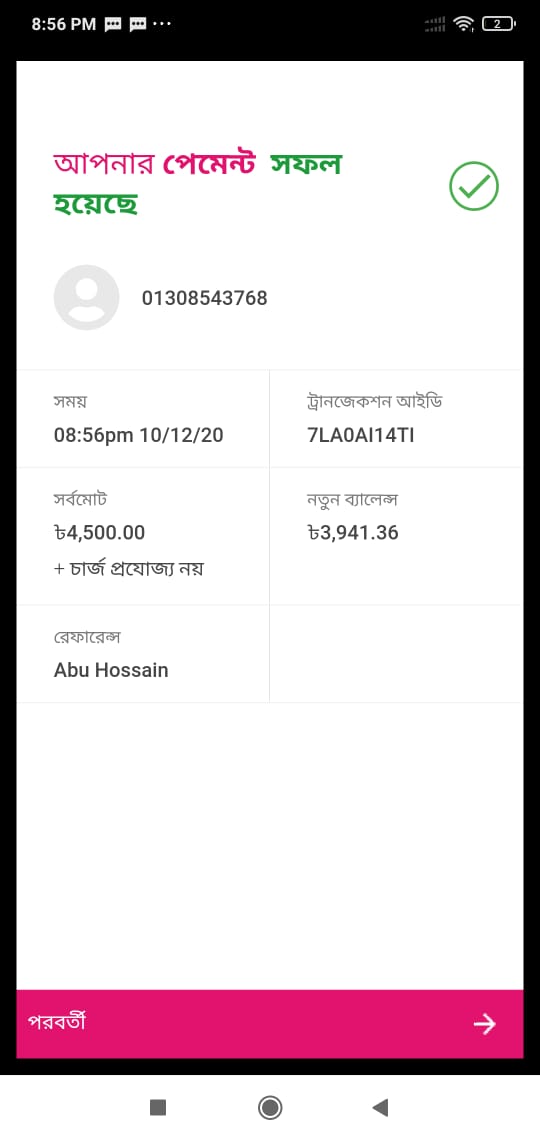 8:56 PM ...
2
আপনার পেমেন্ট সফল
হয়েছে
01308543768
সময়
08:56pm 10/12/20
ট্রানজেকশন আইডি
7LA0AI14TI
সর্বমোট
৳4,500.00
+ চার্জ প্রযোজ্য নয়
নতুন ব্যালেন্স
৳3,941.36
রেফারেন্স
Abu Hossain
পরবর্তী